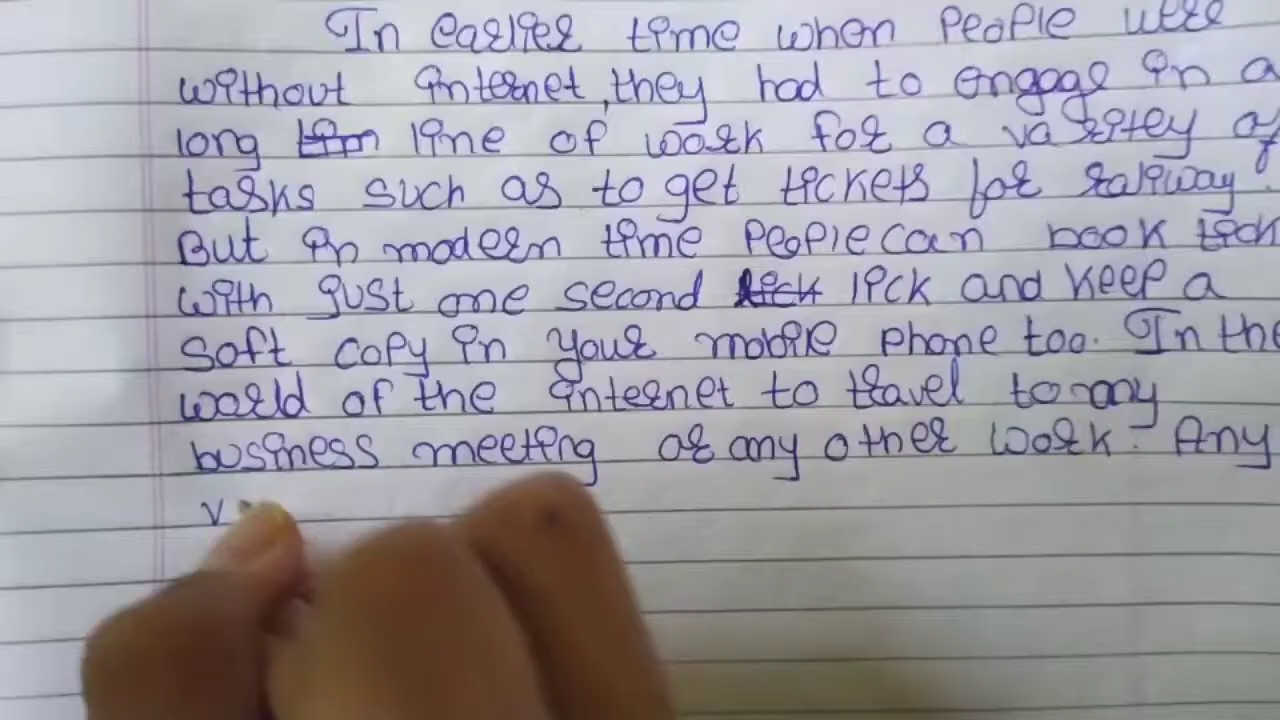 In earlier time when people were
without internet, they had to engage in a
long line of work for a varsitey of
tasks such as to get tickets for raliway.
But in modern time people can book tick
with just one second lick and keep a
soft copy in your mobile phone too. In the
world of the internet to travel to any
business meeting or any other work. Any
v